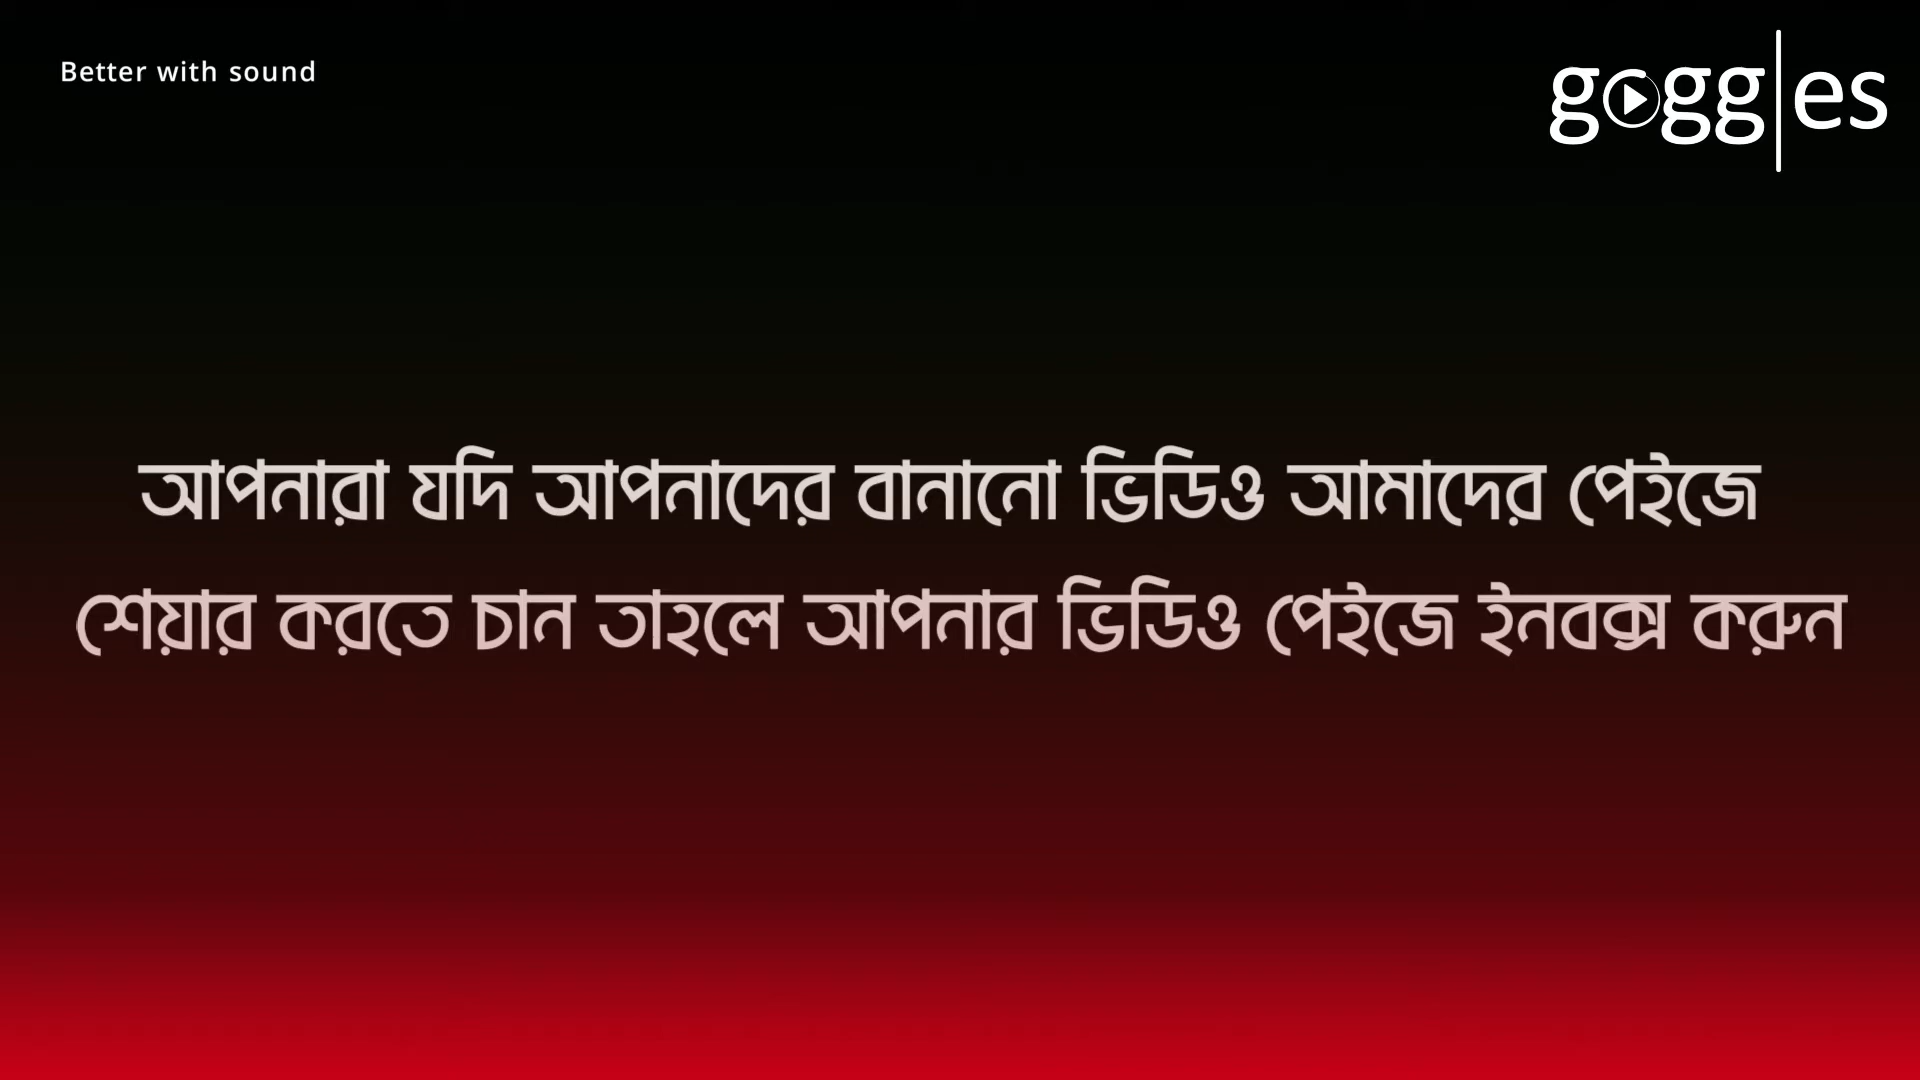 Better with sound
goggles
আপনারা যদি আপনাদের বানানো ভিডিও আমাদের পেইজে
শেয়ার করতে চান তাহলে আপনার ভিডিও পেইজে ইনবক্স করুন